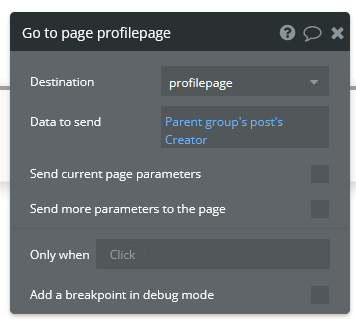 Go to page profilepage
Destination
profilepage
Data to send
Parent group's post's
Creator
Send current page parameters
Send more parameters to the page
Only when
Click
Add a breakpoint in debug mode